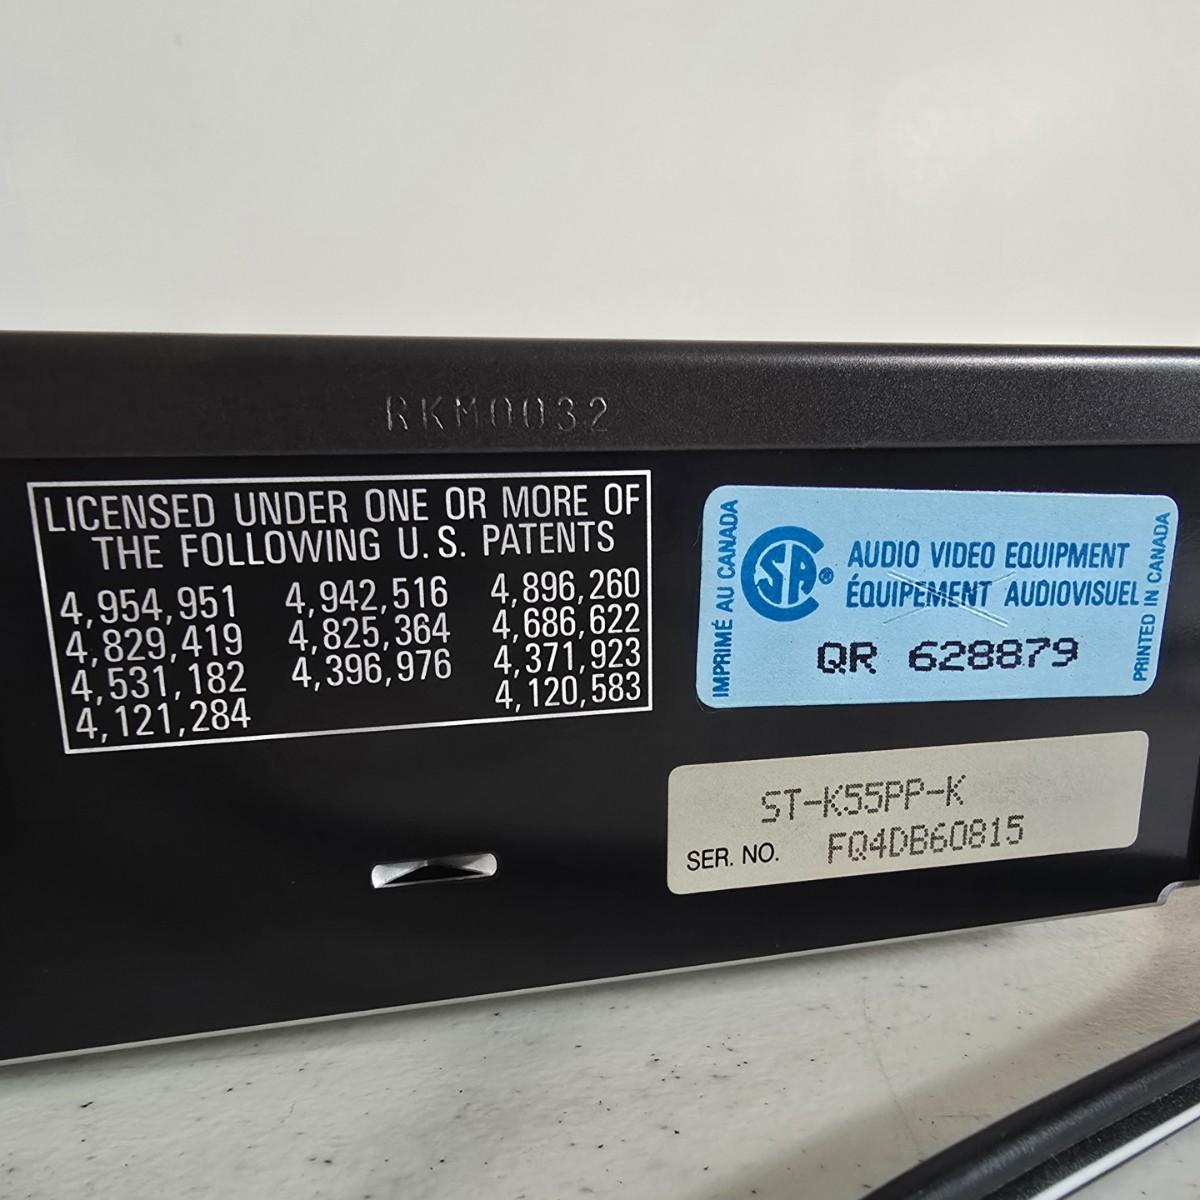 RKM0032
LICENSED UNDER ONE OR MORE OF
THE FOLLOWING U.S. PATENTS
4,954,951 4,942,516 4,896,260
4,829,419 4,825,364 4,686,622
4,531,182 4,396,976 4,371,923
4,121,284 4,120,583
IMPRIMÉ AU CANADA
SA®
AUDIO VIDEO EQUIPMENT
ÉQUIPEMENT AUDIOVISUEL
QR 628879
PRINTED IN CANADA
ST-K55PP-K
SER. NO. FQ4DB60815